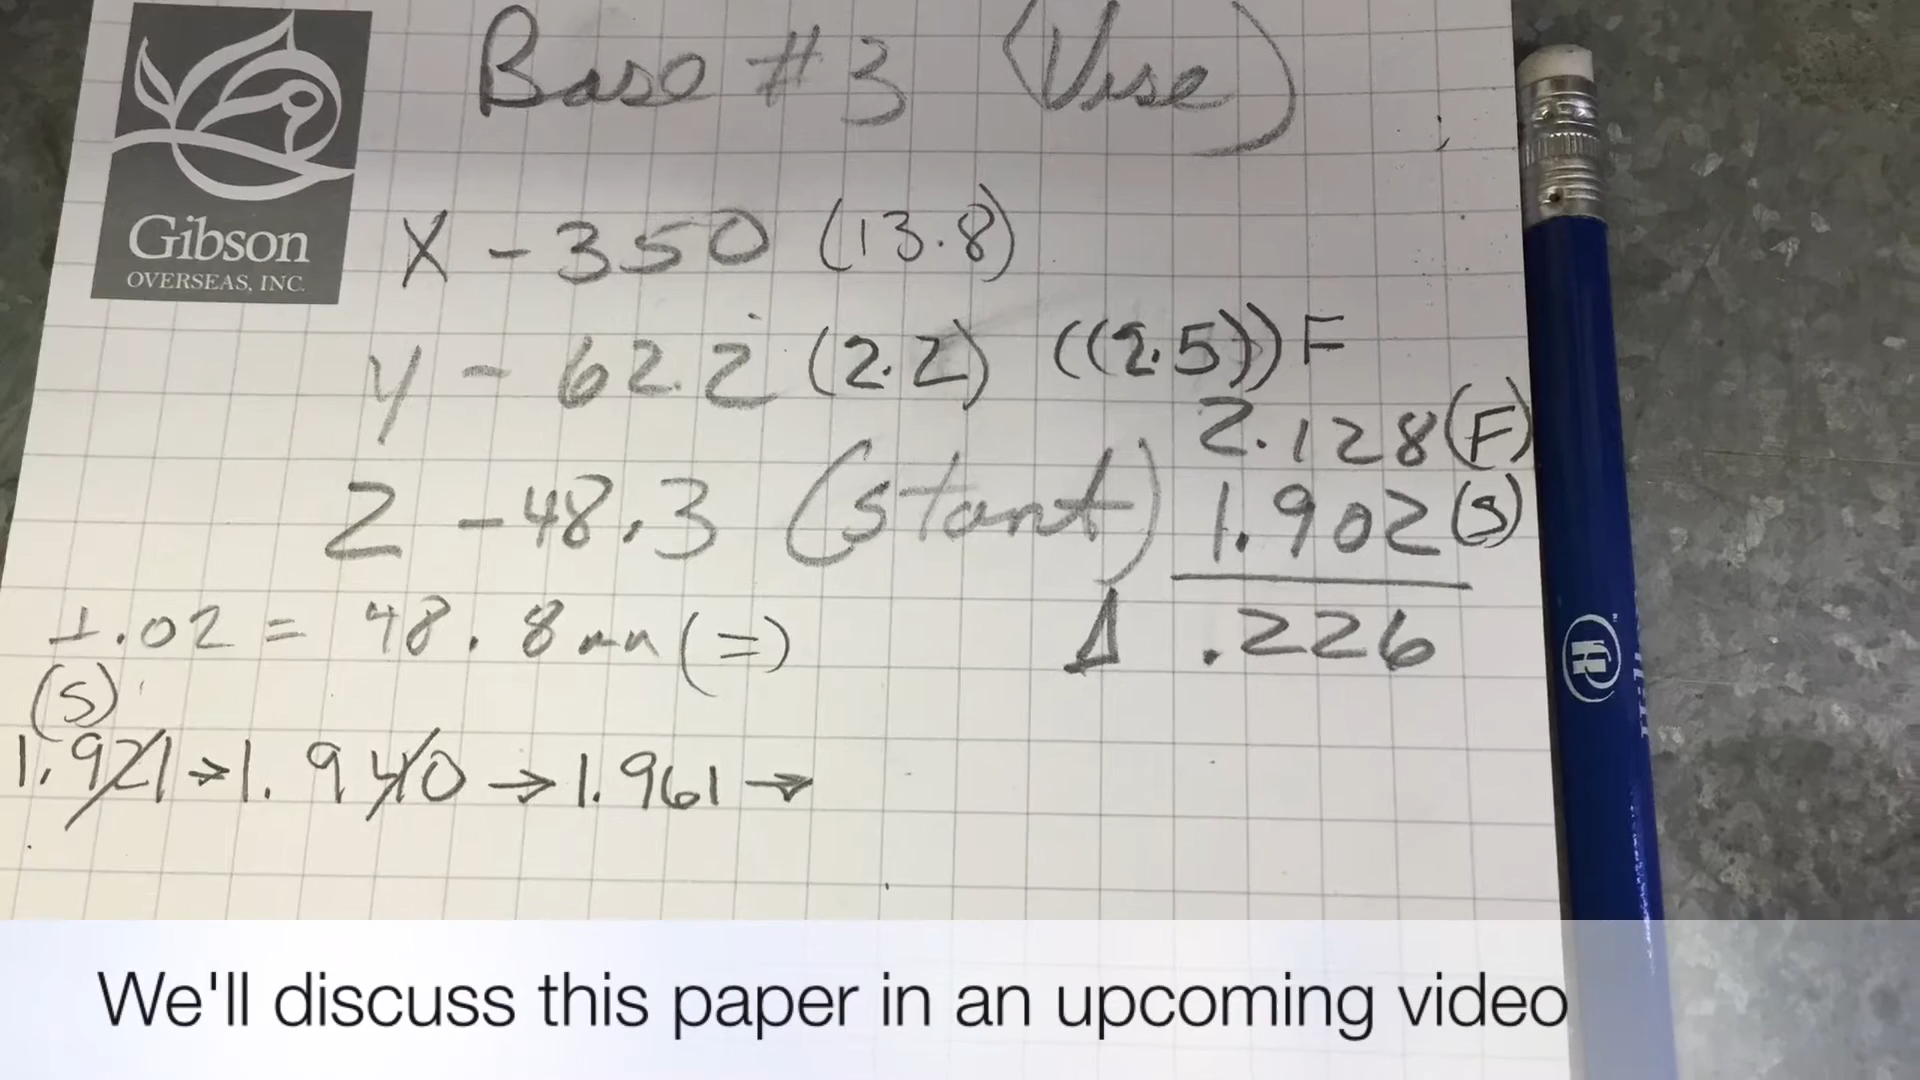 Base #3 (Vise)
Gibson
OVERSEAS, INC.
X - 350 (13.8)
y - 62.2 (2.2) ((2.5)) F
2.128 (F)
Z - 48.3 (start) 1.902 (S)
Δ .226
1.02 = 48.8 mm (=)
(S)
1.921 → 1.940 → 1.961 →
We'll discuss this paper in an upcoming video